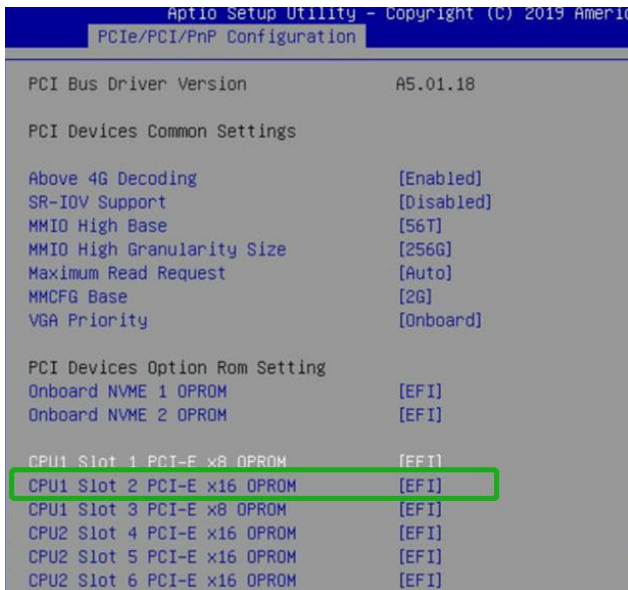 Aptio Setup Utility – Copyright (C) 2019 Americ
PCIe/PCI/PnP Configuration
PCI Bus Driver Version A5.01.18
PCI Devices Common Settings
Above 4G Decoding [Enabled]
SR-IOV Support [Disabled]
MMIO High Base [56T]
MMIO High Granularity Size [256G]
Maximum Read Request [Auto]
MMCFG Base [2G]
VGA Priority [Onboard]
PCI Devices Option Rom Setting
Onboard NVME 1 OPROM [EFI]
Onboard NVME 2 OPROM [EFI]
CPU1 Slot 1 PCI-E x8 OPROM [EFI]
CPU1 Slot 2 PCI-E x16 OPROM [EFI]
CPU1 Slot 3 PCI-E x8 OPROM [EFI]
CPU2 Slot 4 PCI-E x16 OPROM [EFI]
CPU2 Slot 5 PCI-E x16 OPROM [EFI]
CPU2 Slot 6 PCI-E x16 OPROM [EFI]